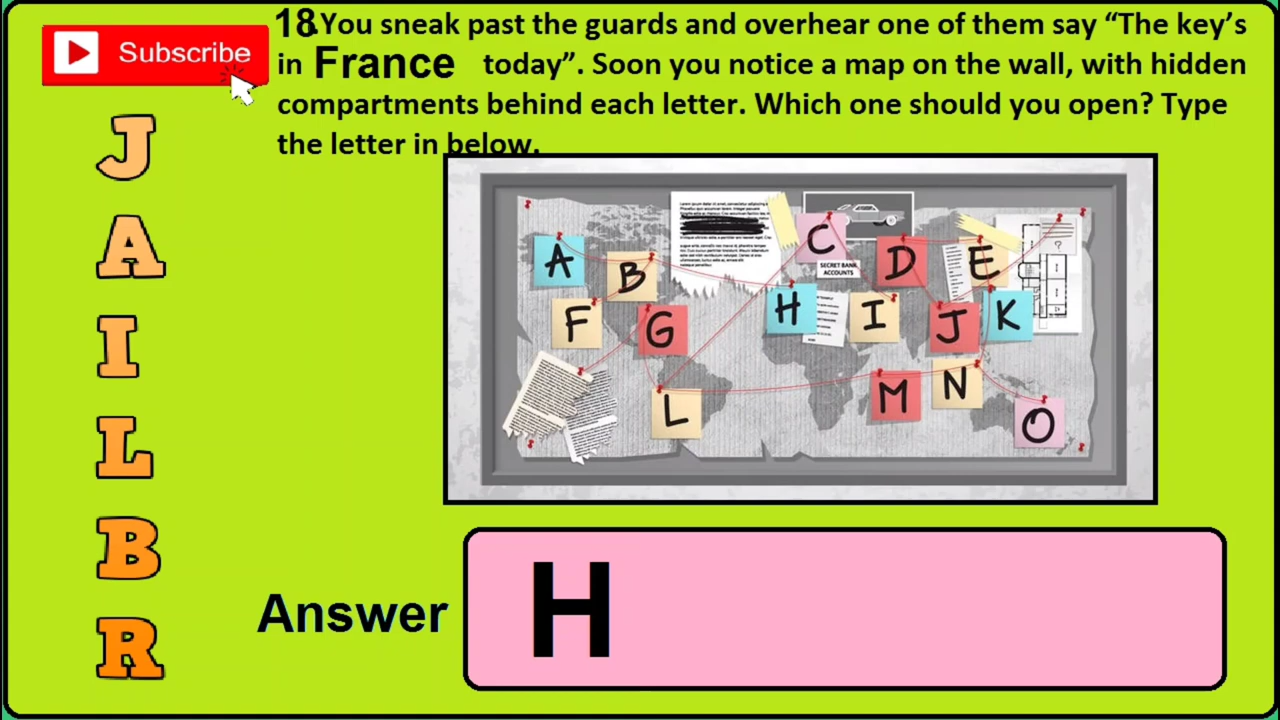 Subscribe
18.You sneak past the guards and overhear one of them say “The key’s
in France today”. Soon you notice a map on the wall, with hidden
compartments behind each letter. Which one should you open? Type
the letter in below.
J
A
I
L
B
R
A
B
C
D
E
SECRET BANK
ACCOUNTS
F
G
H
I
J
K
L
M
N
O
Answer
H